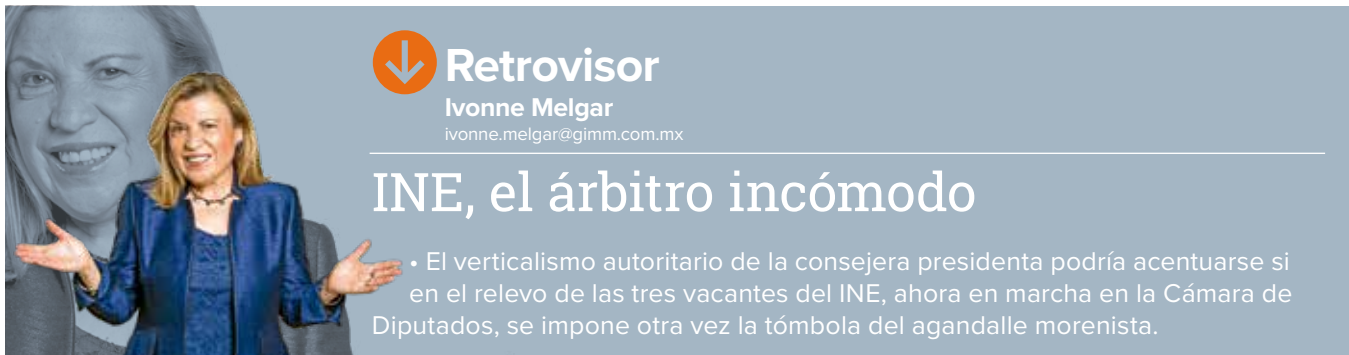 Retrovisor
Ivonne Melgar
ivonne.melgar@gimm.com.mx
INE, el árbitro incómodo
• El verticalismo autoritario de la consejera presidenta podría acentuarse si
en el relevo de las tres vacantes del INE, ahora en marcha en la Cámara de
Diputados, se impone otra vez la tómbola del agandalle morenista.